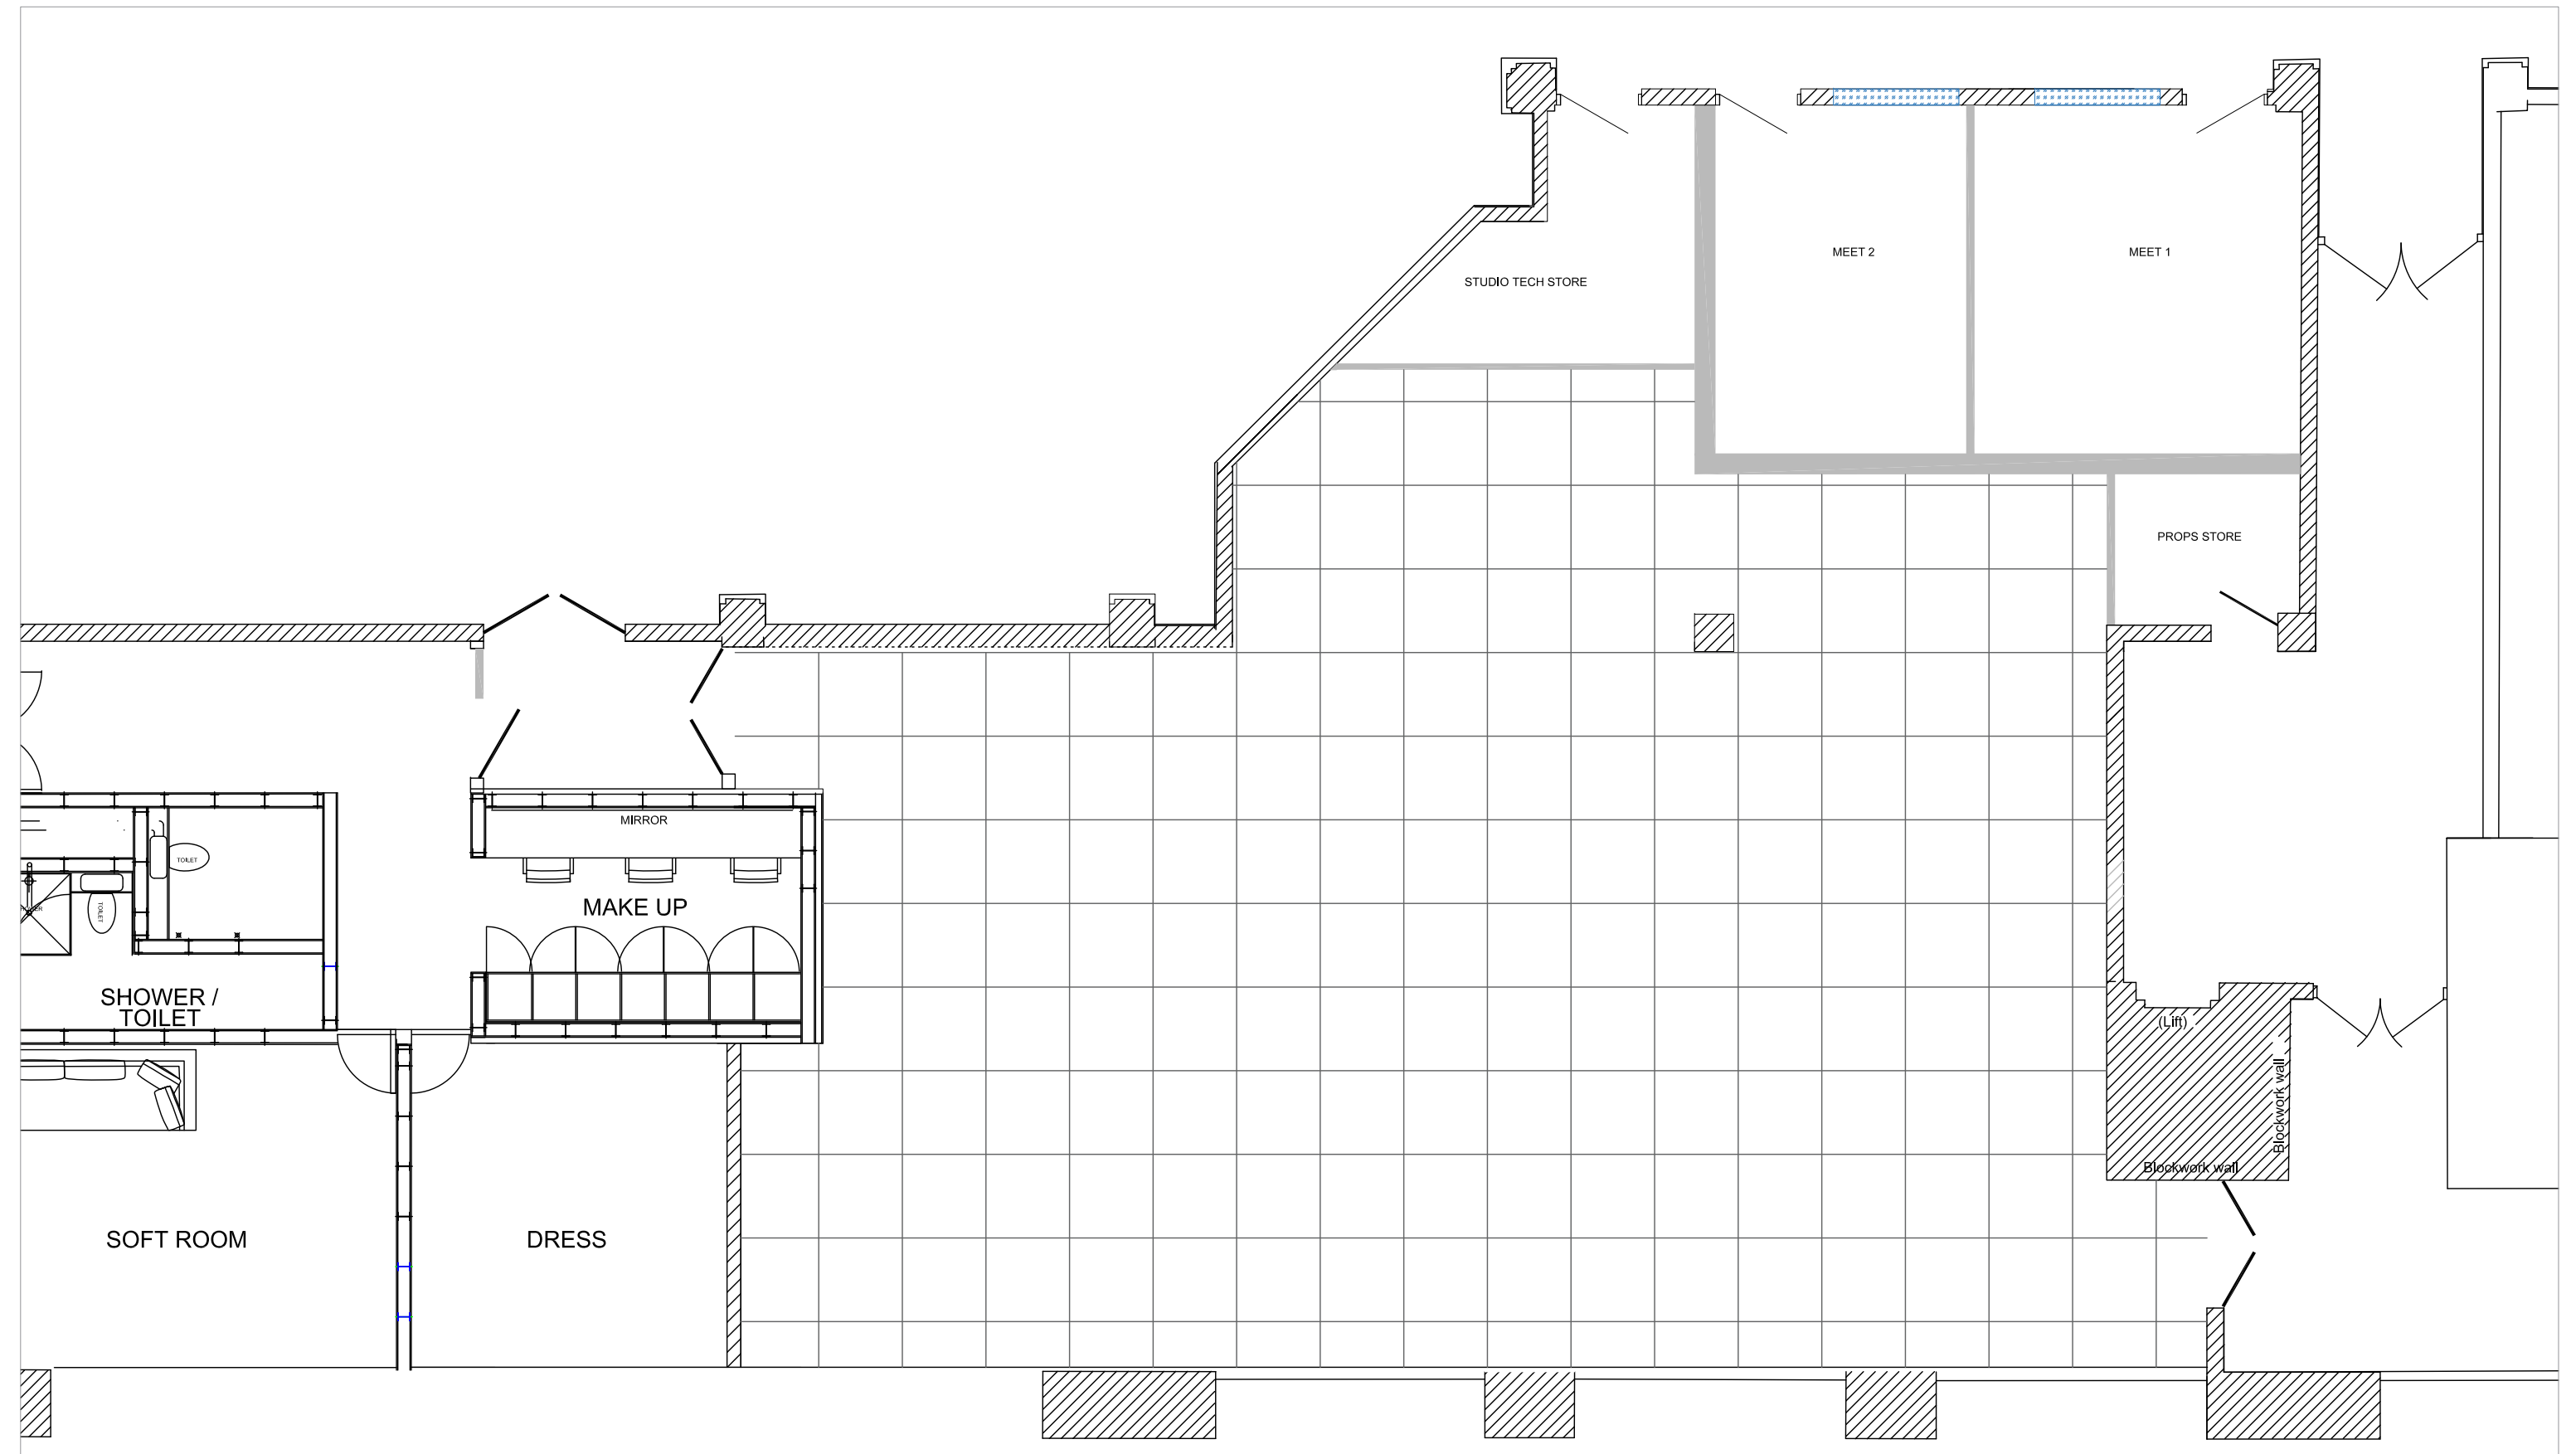 MEET 2
MEET 1
STUDIO TECH STORE
PROPS STORE
MIRROR
TOILET
TOILET
MAKE UP
SHOWER /
TOILET
(Lift)
Blockwork wall
Blockwork wall
SOFT ROOM
DRESS